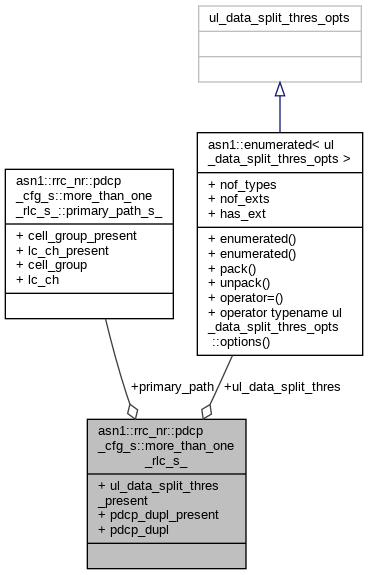 ul_data_split_thres_opts
asn1::enumerated< ul
_data_split_thres_opts >
+ nof_types
+ nof_exts
+ has_ext
+ enumerated()
+ enumerated()
+ pack()
+ unpack()
+ operator=()
+ operator typename ul
_data_split_thres_opts
::options()
asn1::rrc_nr::pdcp
_cfg_s::more_than_one
_rlc_s_::primary_path_s_
+ cell_group_present
+ lc_ch_present
+ cell_group
+ lc_ch
+primary_path
+ul_data_split_thres
asn1::rrc_nr::pdcp
_cfg_s::more_than_one
_rlc_s_
+ ul_data_split_thres
_present
+ pdcp_dupl_present
+ pdcp_dupl